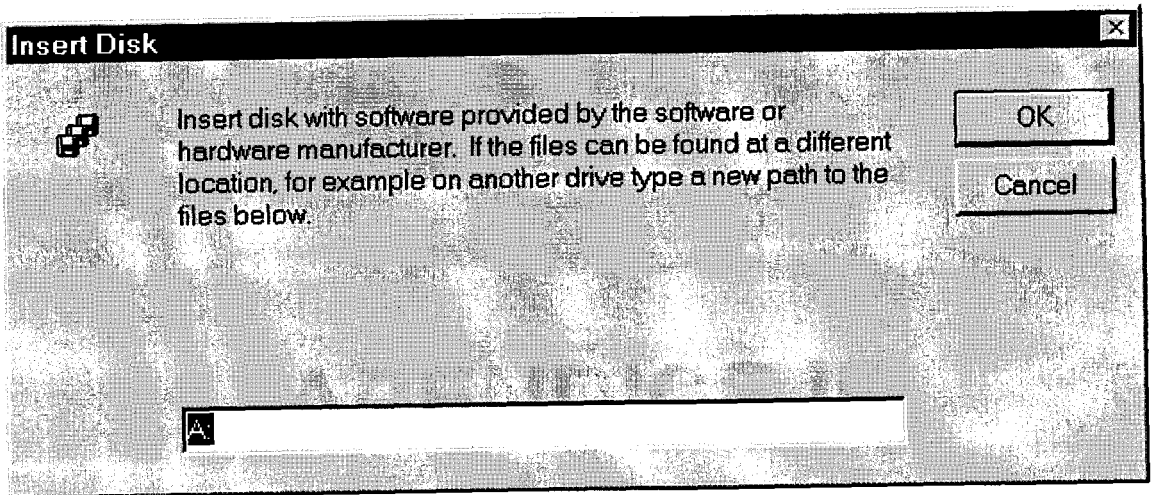 Insert Disk
Insert disk with software provided by the software or
hardware manufacturer. If the files can be found at a different
location, for example on another drive type a new path to the
files below.
OK
Cancel
A: